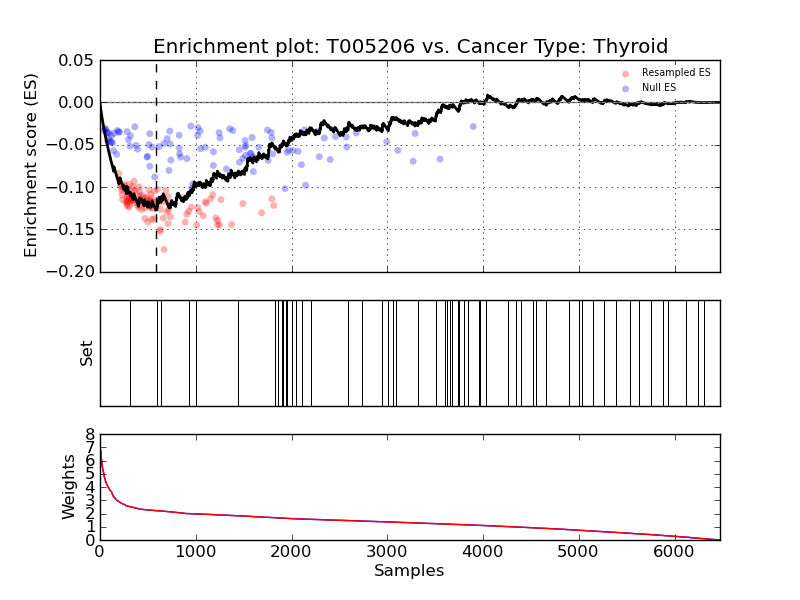 Enrichment plot: T005206 vs. Cancer Type: Thyroid
Enrichment score (ES)
0.05
0.00
−0.05
−0.10
−0.15
−0.20
Resampled ES
Null ES
Set
Weights
8
7
6
5
4
3
2
1
0
0 1000 2000 3000 4000 5000 6000
Samples